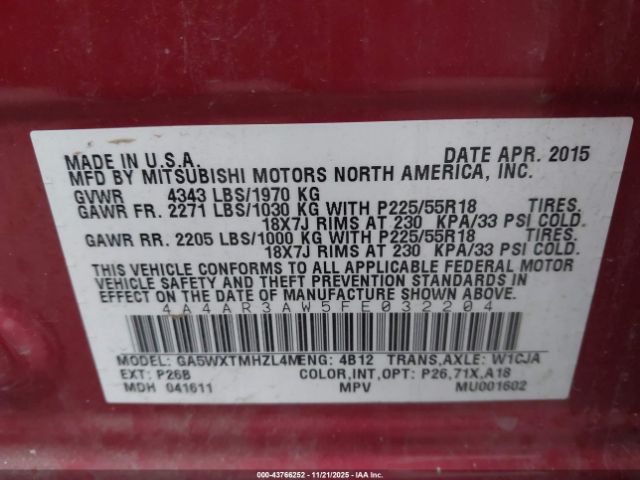 MADE IN U.S.A. DATE APR. 2015
MFD BY MITSUBISHI MOTORS NORTH AMERICA, INC.
GVWR 4343 LBS/1970 KG
GAWR FR. 2271 LBS/1030 KG WITH P225/55R18 TIRES.
18X7J RIMS AT 230 KPA/33 PSI COLD.
GAWR RR. 2205 LBS/1000 KG WITH P225/55R18 TIRES.
18X7J RIMS AT 230 KPA/33 PSI COLD.
THIS VEHICLE CONFORMS TO ALL APPLICABLE FEDERAL MOTOR
VEHICLE SAFETY AND THEFT PREVENTION STANDARDS IN
EFFECT ON THE DATE OF MANUFACTURE SHOWN ABOVE.
4A4AR3AW5FE032204
MODEL: GA5WXTMHZL4M ENG: 4B12 TRANS,AXLE: W1CJA
EXT: P26B COLOR,INT,OPT: P26,71X,A18
MDH 041611 MPV MU001602
© 000-43766252 - 11/21/2025 - IAAI.COM